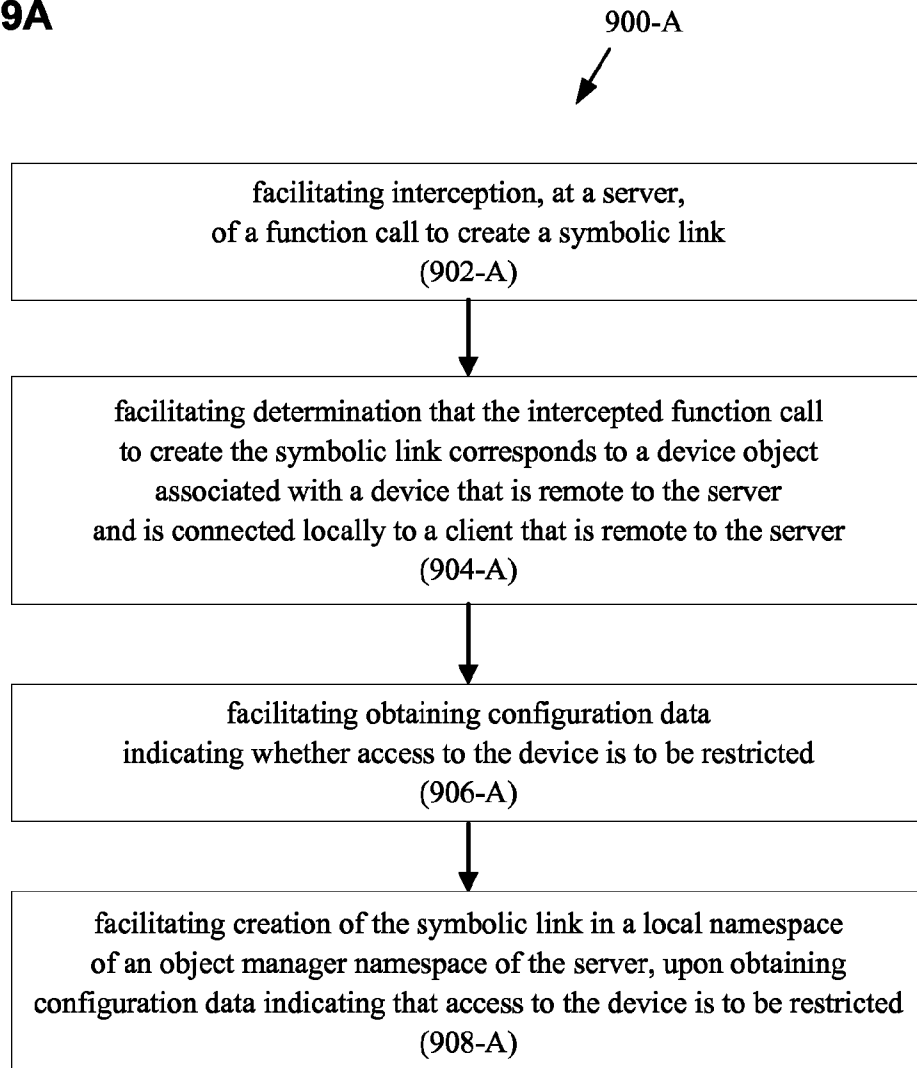 9A
900-A
facilitating interception, at a server,
of a function call to create a symbolic link
(902-A)
facilitating determination that the intercepted function call
to create the symbolic link corresponds to a device object
associated with a device that is remote to the server
and is connected locally to a client that is remote to the server
(904-A)
facilitating obtaining configuration data
indicating whether access to the device is to be restricted
(906-A)
facilitating creation of the symbolic link in a local namespace
of an object manager namespace of the server, upon obtaining
configuration data indicating that access to the device is to be restricted
(908-A)